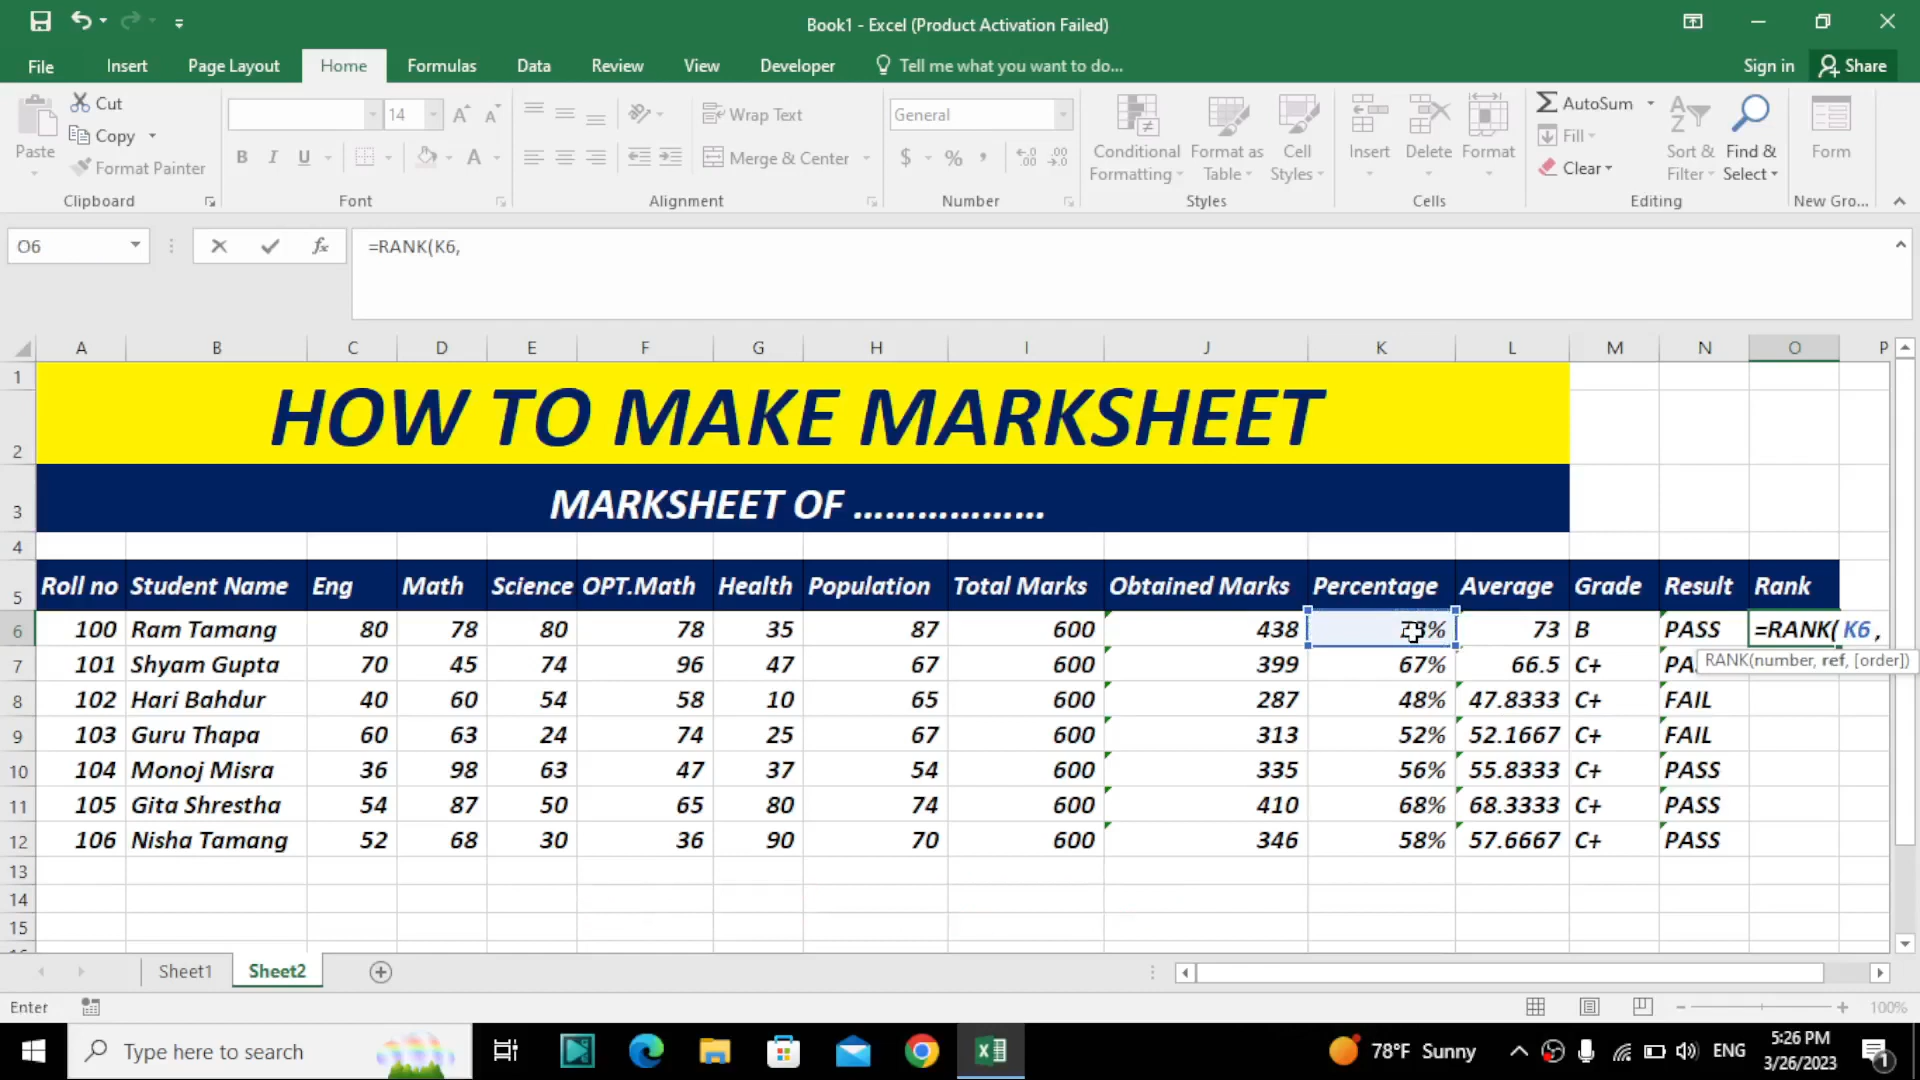 Book1 - Excel (Product Activation Failed)
File Insert Page Layout Home Formulas Data Review View Developer Tell me what you want to do... Sign in Share
Cut
Copy
Format Painter
Paste
14
Wrap Text
Merge & Center
General
$ % ,
Conditional Formatting
Format as Table
Cell Styles
Insert
Delete
Format
AutoSum
Fill
Clear
Sort & Filter
Find & Select
Form
Clipboard Font Alignment Number Styles Cells Editing New Gro...
O6 fx =RANK(K6,
A B C D E F G H I J K L M N O P
1
2 HOW TO MAKE MARKSHEET
3 MARKSHEET OF ..................
4
5 Roll no Student Name Eng Math Science OPT.Math Health Population Total Marks Obtained Marks Percentage Average Grade Result Rank
6 100 Ram Tamang 80 78 80 78 35 87 600 438 73 B PASS =RANK( K6 ,
RANK(number, ref, [order])
7 101 Shyam Gupta 70 45 74 96 47 67 600 399 67% 66.5 C+
8 102 Hari Bahdur 40 60 54 58 10 65 600 287 48% 47.8333 C+ FAIL
9 103 Guru Thapa 60 63 24 74 25 67 600 313 52% 52.1667 C+ FAIL
10 104 Monoj Misra 36 98 63 47 37 54 600 335 56% 55.8333 C+ PASS
11 105 Gita Shrestha 54 87 50 65 80 74 600 410 68% 68.3333 C+ PASS
12 106 Nisha Tamang 52 68 30 36 90 70 600 346 58% 57.6667 C+ PASS
13
14
15
Sheet1 Sheet2
Enter 100%
Type here to search
78°F Sunny
ENG
5:26 PM
3/26/2023
1